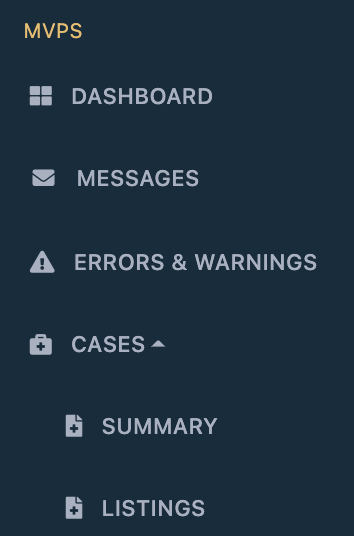 MVPS
DASHBOARD
MESSAGES
ERRORS & WARNINGS
CASES
SUMMARY
LISTINGS